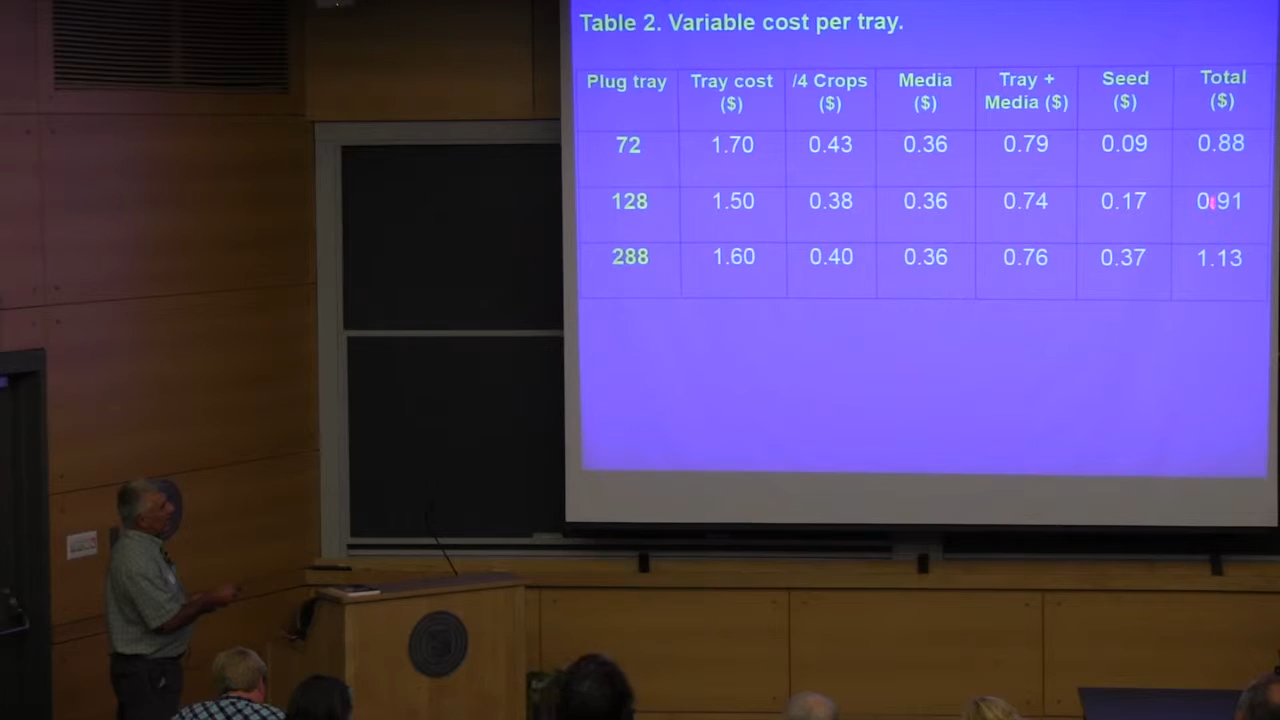 Table 2. Variable cost per tray.
Plug tray Tray cost ($) /4 Crops ($) Media ($) Tray + Media ($) Seed ($) Total ($)
72 1.70 0.43 0.36 0.79 0.09 0.88
128 1.50 0.38 0.36 0.74 0.17 0.91
288 1.60 0.40 0.36 0.76 0.37 1.13